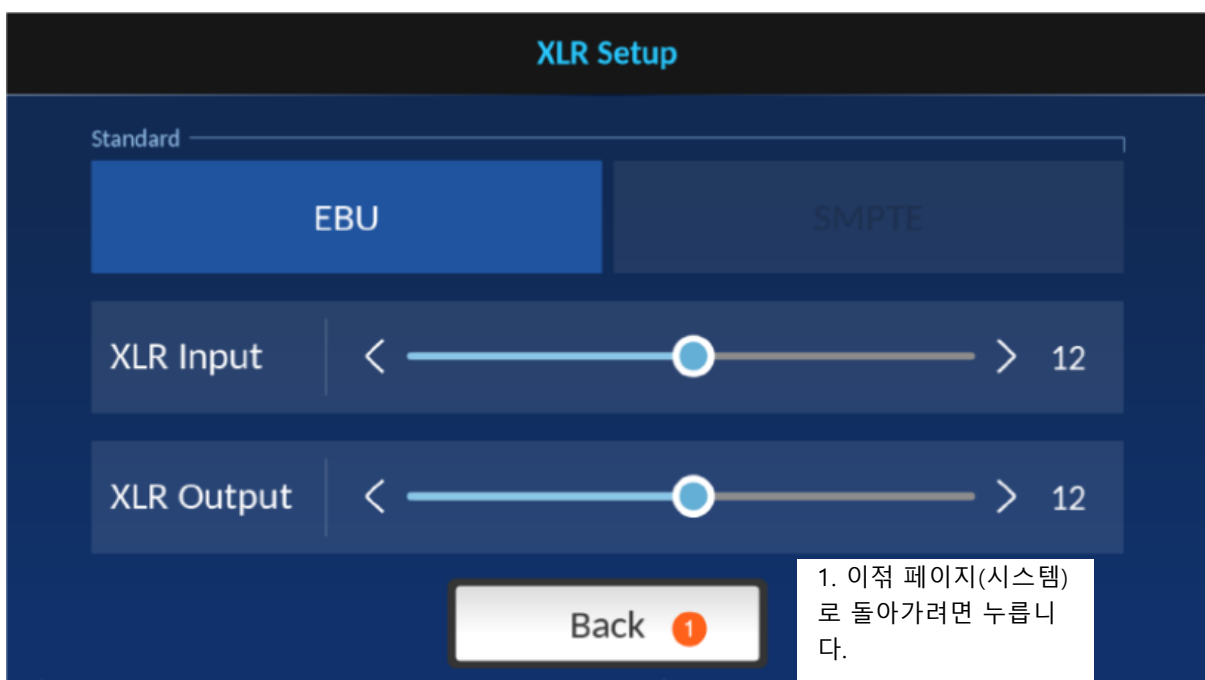 XLR Setup
Standard
EBU
SMPTE
XLR Input
12
XLR Output
12
Back 1
1. 이젂 페이지(시스템)
로 돌아가려면 누릅니
다.